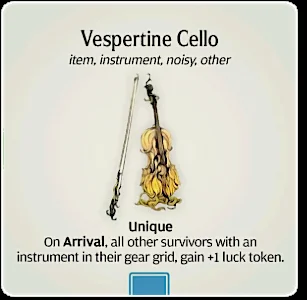 Vespertine Cello
item, instrument, noisy, other
Unique
On Arrival, all other survivors with an
instrument in their gear grid, gain +1 luck token.